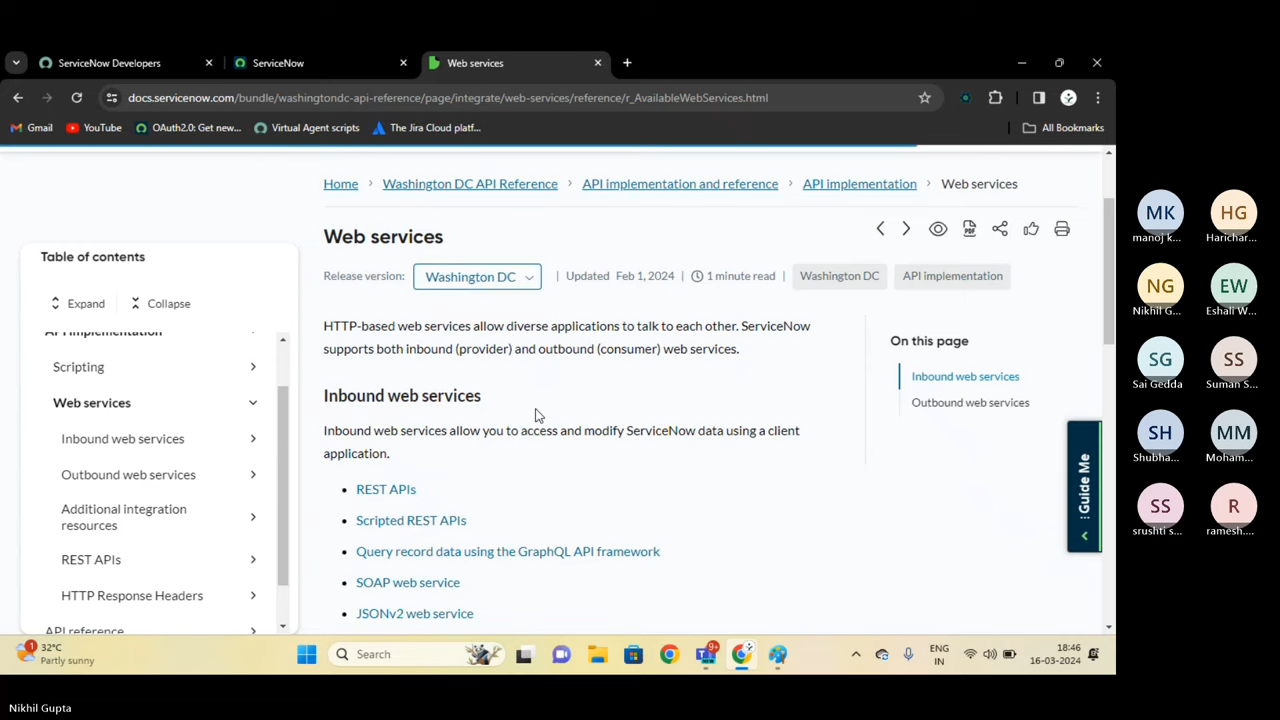 ServiceNow Developers
ServiceNow
Web services
docs.servicenow.com/bundle/washingtondc-api-reference/page/integrate/web-services/reference/r_AvailableWebServices.html
Gmail
YouTube
OAuth2.0: Get new...
Virtual Agent scripts
The Jira Cloud platf...
All Bookmarks
Home > Washington DC API Reference > API implementation and reference > API implementation > Web services
Web services
Release version: Washington DC | Updated Feb 1, 2024 | 1 minute read Washington DC API implementation
HTTP-based web services allow diverse applications to talk to each other. ServiceNow
supports both inbound (provider) and outbound (consumer) web services.
Inbound web services
Inbound web services allow you to access and modify ServiceNow data using a client
application.
• REST APIs
• Scripted REST APIs
• Query record data using the GraphQL API framework
• SOAP web service
• JSONv2 web service
Table of contents
Expand
Collapse
API implementation
Scripting
Web services
Inbound web services
Outbound web services
Additional integration
resources
REST APIs
HTTP Response Headers
API reference
On this page
Inbound web services
Outbound web services
Guide Me
PDF
MK
manoj k...
HG
Harichar...
NG
Nikhil G...
EW
Eshali W...
SG
Sai Gedda
SS
Suman S...
SH
Shubha...
MM
Moham...
SS
srushti s...
R
ramesh....
1
32°C
Partly sunny
Search
9+
NEW
ENG
IN
18:46
16-03-2024
Nikhil Gupta